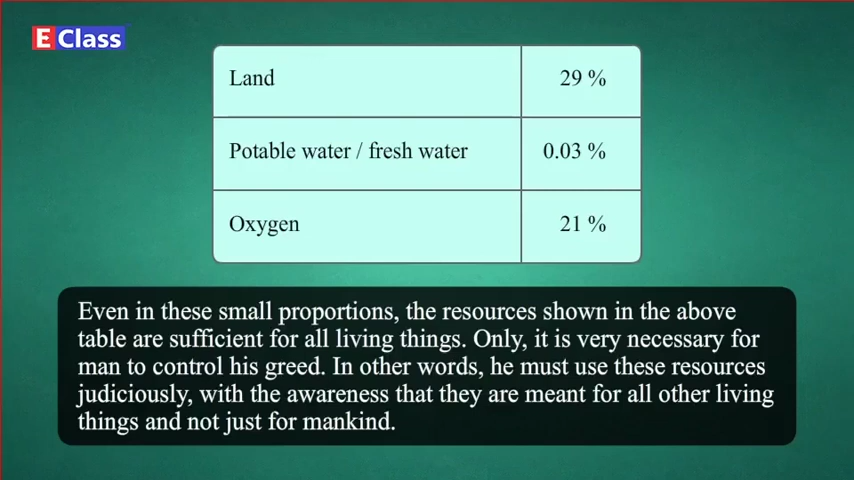 E Class
Land 29 %
Potable water / fresh water 0.03 %
Oxygen 21 %
Even in these small proportions, the resources shown in the above
table are sufficient for all living things. Only, it is very necessary for
man to control his greed. In other words, he must use these resources
judiciously, with the awareness that they are meant for all other living
things and not just for mankind.